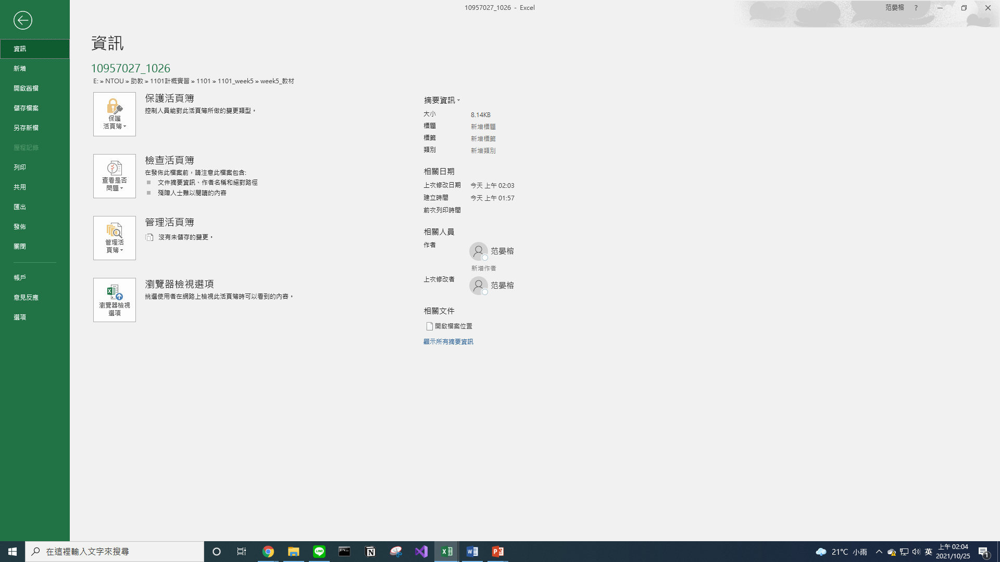 10957027_1026 - Excel
范晏榕
?
資訊
資訊
新增
開啟舊檔
儲存檔案
另存新檔
歷程記錄
列印
共用
匯出
發佈
關閉
帳戶
意見反應
選項
10957027_1026
E: » NTOU » 助教 » 1101計概實習 » 1101 » 1101_week5 » week5_教材
保護
活頁簿
保護活頁簿
控制人員能對此活頁簿所做的變更類型。
查看是否
問題
檢查活頁簿
在發佈此檔案前，請注意此檔案包含:
文件摘要資訊、作者名稱和絕對路徑
殘障人士難以閱讀的內容
管理活
頁簿
管理活頁簿
沒有未儲存的變更。
瀏覽器檢視
選項
瀏覽器檢視選項
挑選使用者在網路上檢視此活頁簿時可以看到的內容。
摘要資訊
大小 8.14KB
標題 新增標題
標籤 新增標籤
類別 新增類別
相關日期
上次修改日期 今天 上午 02:03
建立時間 今天 上午 01:57
前次列印時間
相關人員
作者 范晏榕
新增作者
上次修改者 范晏榕
相關文件
開啟檔案位置
顯示所有摘要資訊
在這裡輸入文字來搜尋
LINE
21°C 小雨
英
上午 02:04
2021/10/25
1